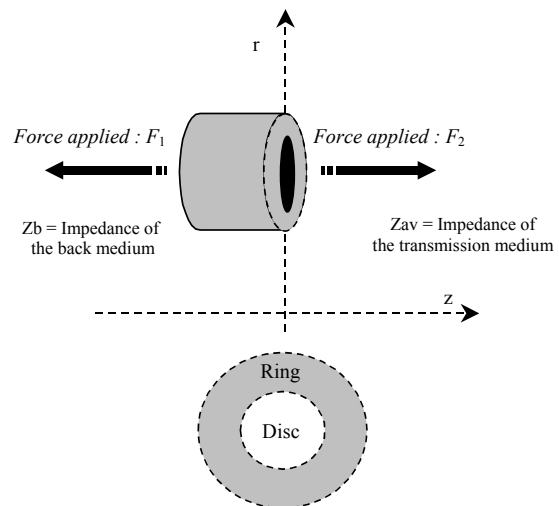 r
Force applied : F1
Force applied : F2
Zb = Impedance of
the back medium
Zav = Impedance of
the transmission medium
z
Ring
Disc